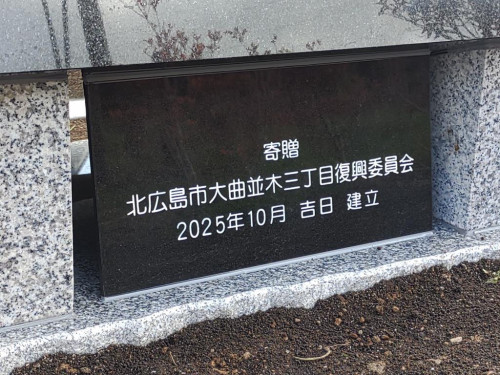 寄贈
北広島市大曲並木三丁目復興委員会
2025年10月 吉日 建立